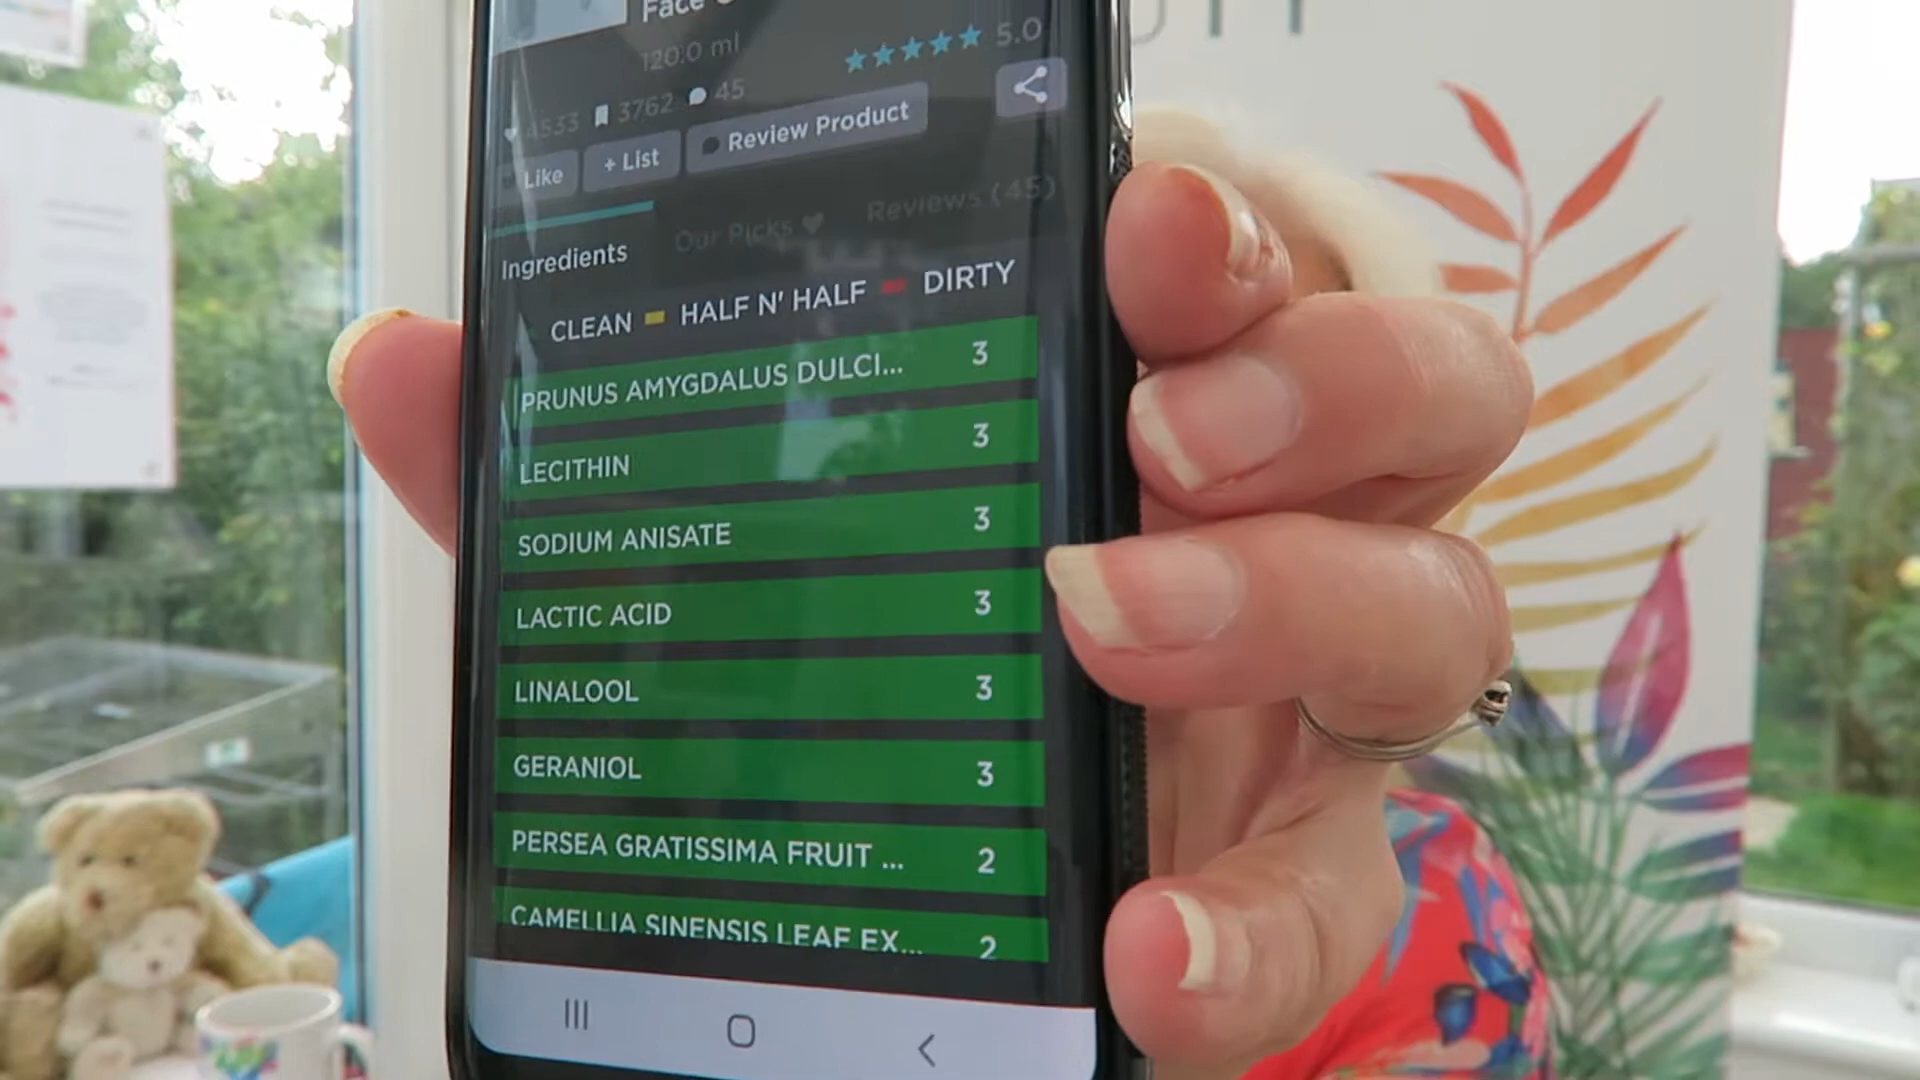 Face
120.0 ml
5.0
4533 3762 45
Like + List Review Product
Ingredients Our Picks Reviews (45)
CLEAN HALF N' HALF DIRTY
PRUNUS AMYGDALUS DULCI... 3
LECITHIN 3
SODIUM ANISATE 3
LACTIC ACID 3
LINALOOL 3
GERANIOL 3
PERSEA GRATISSIMA FRUIT ... 2
CAMELLIA SINENSIS LEAF EX... 2